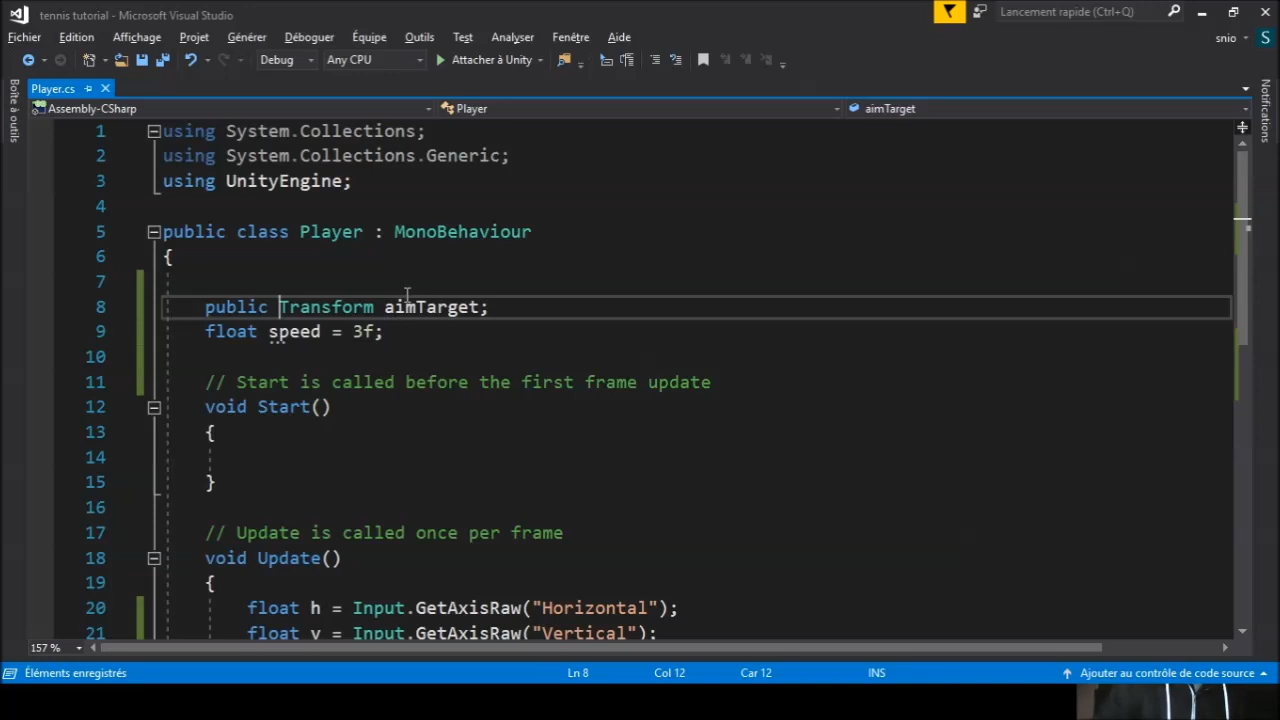 tennis tutorial - Microsoft Visual Studio
Lancement rapide (Ctrl+Q)
Fichier Edition Affichage Projet Générer Déboguer Équipe Outils Test Analyser Fenêtre Aide
snio S
Debug Any CPU Attacher à Unity
Player.cs
Boîte à outils
Notifications
Assembly-CSharp Player aimTarget
1 using System.Collections;
2 using System.Collections.Generic;
3 using UnityEngine;
4
5 public class Player : MonoBehaviour
6 {
7
8 public Transform aimTarget;
9 float speed = 3f;
10
11 // Start is called before the first frame update
12 void Start()
13 {
14
15 }
16
17 // Update is called once per frame
18 void Update()
19 {
20 float h = Input.GetAxisRaw("Horizontal");
21 float v = Input.GetAxisRaw("Vertical");
157 %
Éléments enregistrés Ln 8 Col 12 Car 12 INS Ajouter au contrôle de code source